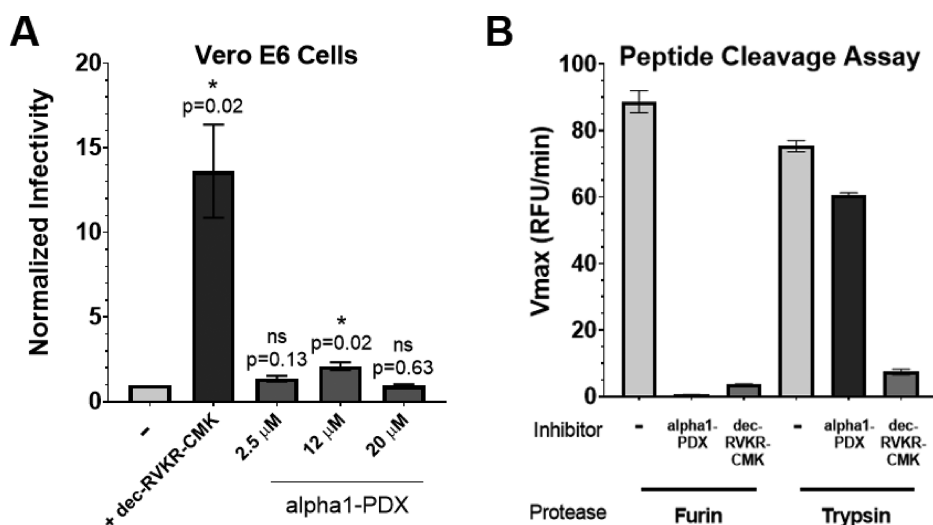 A
Vero E6 Cells
Normalized Infectivity
20
15
10
5
0
*
p=0.02
ns
p=0.13
*
p=0.02
ns
p=0.63
-
+ dec-RVKR-CMK
2.5 μM
12 μM
20 μM
alpha1-PDX
B
Peptide Cleavage Assay
Vmax (RFU/min)
100
80
60
40
20
0
Inhibitor
-
alpha1-
PDX
dec-
RVKR-
CMK
-
alpha1-
PDX
dec-
RVKR-
CMK
Protease
Furin
Trypsin